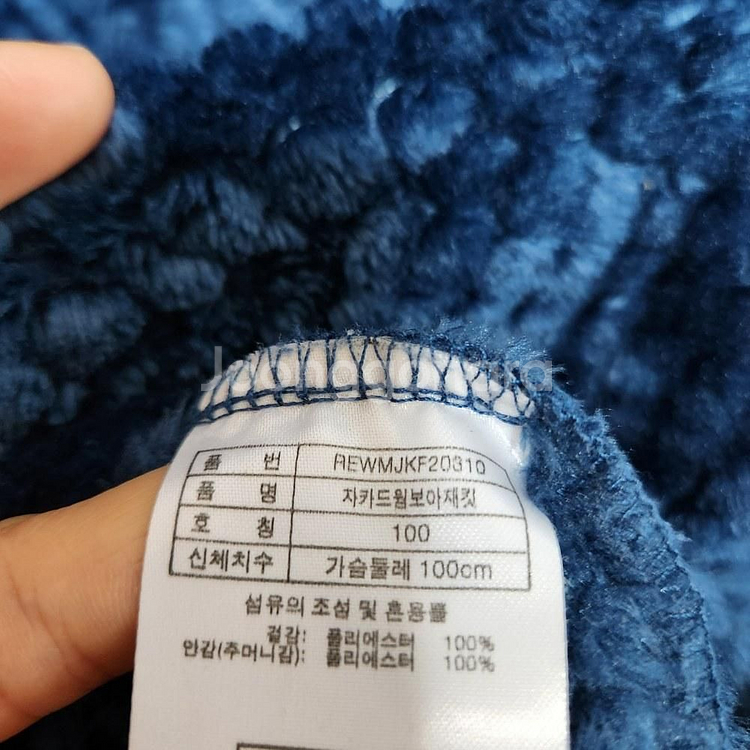 품 번 REWMJKF20310
품 명 자카드웜보아재킷
호 칭 100
신체치수 가슴둘레 100cm
섬유의 조성 및 혼용률
겉감: 폴리에스터 100%
안감(주머니감): 폴리에스터 100%